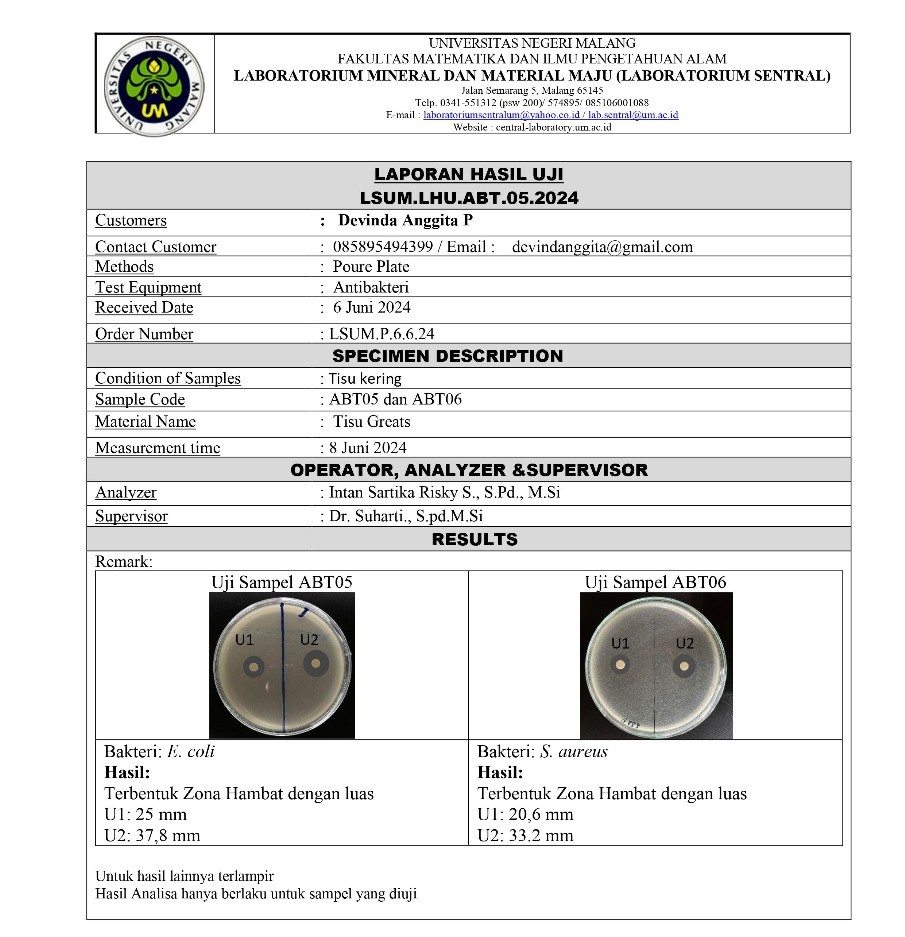 UNIVERSITAS NEGERI MALANG
UM
UNIVERSITAS NEGERI MALANG
FAKULTAS MATEMATIKA DAN ILMU PENGETAHUAN ALAM
LABORATORIUM MINERAL DAN MATERIAL MAJU (LABORATORIUM SENTRAL)
Jalan Semarang 5, Malang 65145
Telp. 0341-551312 (psw 200)/ 574895/ 085106001088
E-mail : laboratoriumsentralum@yahoo.co.id / lab.sentral@um.ac.id
Website : central-laboratory.um.ac.id
LAPORAN HASIL UJI
LSUM.LHU.ABT.05.2024
Customers : Devinda Anggita P
Contact Customer : 085895494399 / Email : devindanggita@gmail.com
Methods : Poure Plate
Test Equipment : Antibakteri
Received Date : 6 Juni 2024
Order Number : LSUM.P.6.6.24
SPECIMEN DESCRIPTION
Condition of Samples : Tisu kering
Sample Code : ABT05 dan ABT06
Material Name : Tisu Greats
Measurement time : 8 Juni 2024
OPERATOR, ANALYZER &SUPERVISOR
Analyzer : Intan Sartika Risky S., S.Pd., M.Si
Supervisor : Dr. Suharti., S.pd.M.Si
RESULTS
Remark:
Uji Sampel ABT05
U1 U2
Bakteri: E. coli
Hasil:
Terbentuk Zona Hambat dengan luas
U1: 25 mm
U2: 37,8 mm
Uji Sampel ABT06
U1 U2
Bakteri: S. aureus
Hasil:
Terbentuk Zona Hambat dengan luas
U1: 20,6 mm
U2: 33.2 mm
Untuk hasil lainnya terlampir
Hasil Analisa hanya berlaku untuk sampel yang diuji